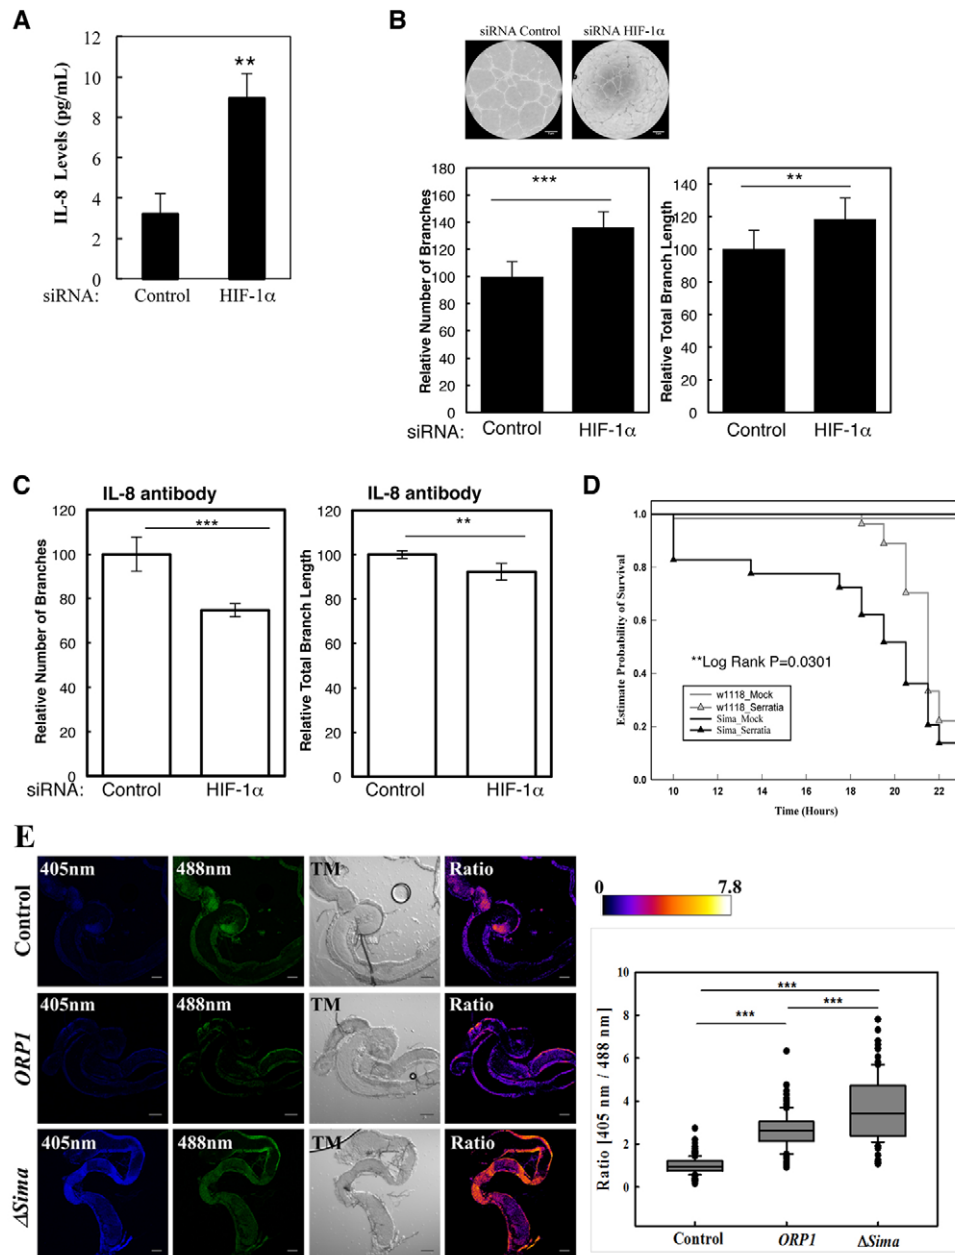 A
IL-8 Levels (pg/mL)
12
10
8
6
4
2
0
**
siRNA:
Control
HIF-1α
B
siRNA Control
siRNA HIF-1α
Relative Number of Branches
180
160
140
120
100
80
60
40
20
0
***
siRNA:
Control
HIF-1α
Relative Total Branch Length
140
120
100
80
60
40
20
0
**
Control
HIF-1α
C
IL-8 antibody
Relative Number of Branches
120
100
80
60
40
20
0
***
siRNA:
Control
HIF-1α
IL-8 antibody
Relative Total Branch Length
120
100
80
60
40
20
0
**
Control
HIF-1α
D
Estimate Probability of Survival
1.0
0.8
0.6
0.4
0.2
0.0
**Log Rank P=0.0301
w1118_Mock
w1118_Serratia
Sima_Mock
Sima_Serratia
10 12 14 16 18 20 22
Time (Hours)
E
Control
405nm
488nm
TM
Ratio
ORP1
405nm
488nm
TM
Ratio
ΔSima
405nm
488nm
TM
Ratio
0
7.8
Ratio [405 nm / 488 nm]
10
8
6
4
2
0
***
***
***
Control
ORP1
ΔSima